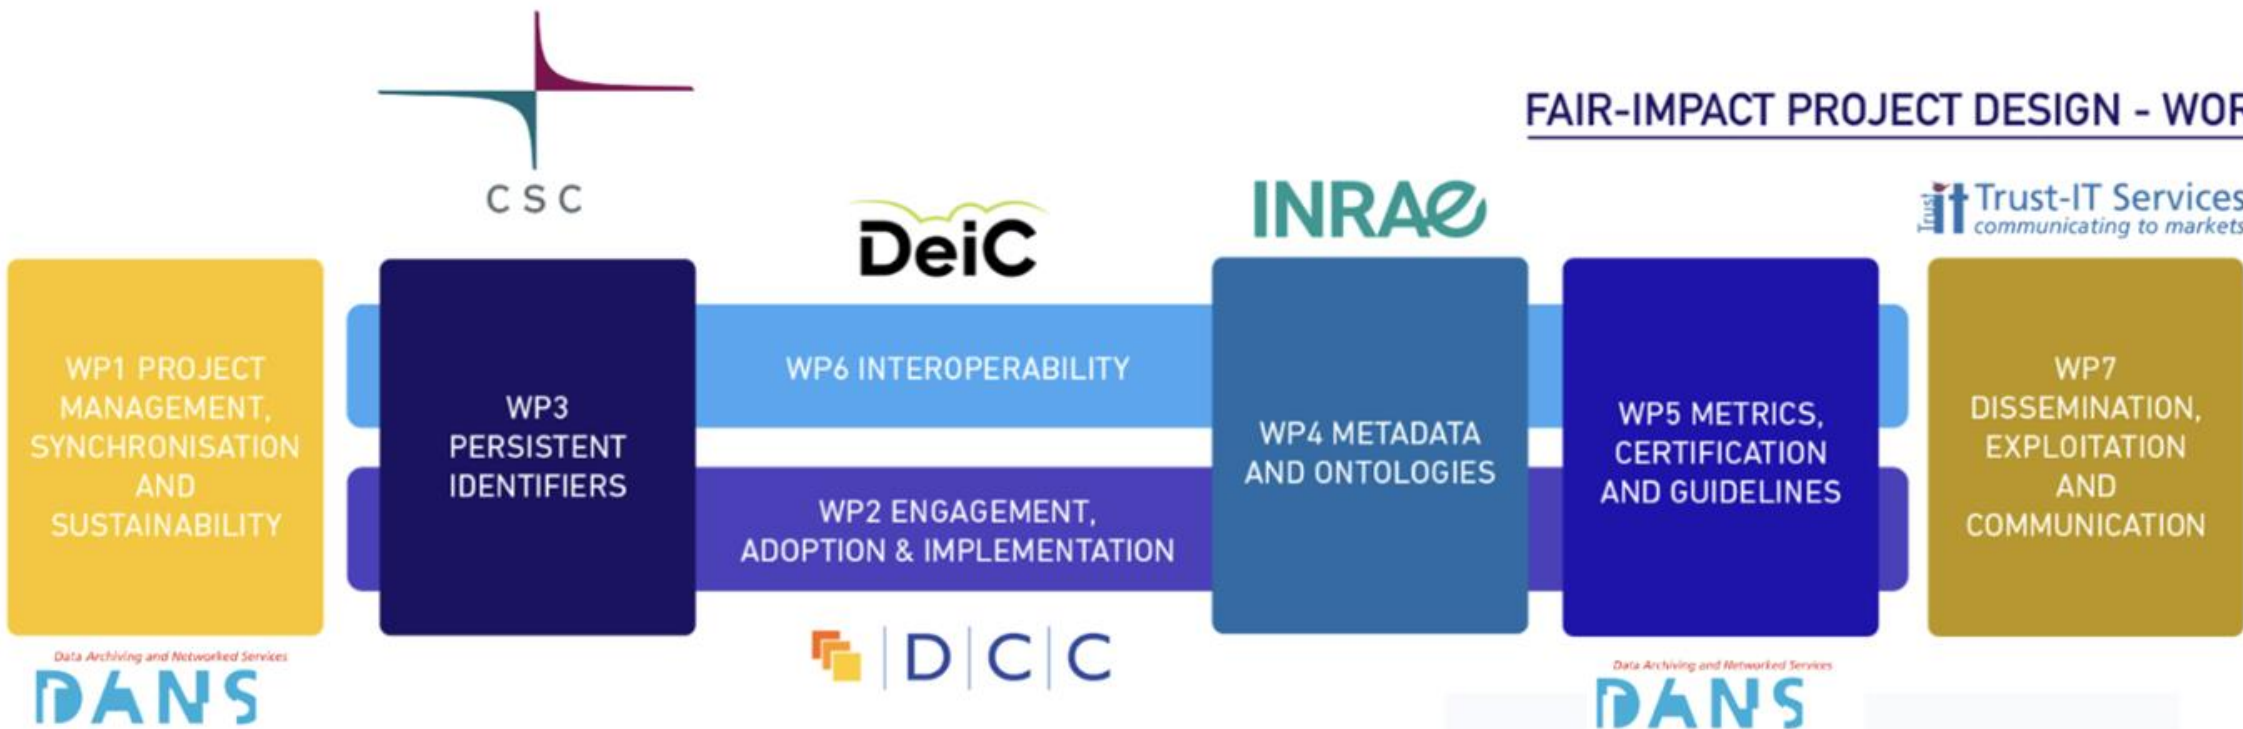 FAIR-IMPACT PROJECT DESIGN - WOR
CSC
DeiC
INRAE
Trust
it Trust-IT Services
communicating to markets
WP1 PROJECT
MANAGEMENT,
SYNCHRONISATION
AND
SUSTAINABILITY
WP3
PERSISTENT
IDENTIFIERS
WP6 INTEROPERABILITY
WP2 ENGAGEMENT,
ADOPTION & IMPLEMENTATION
WP4 METADATA
AND ONTOLOGIES
WP5 METRICS,
CERTIFICATION
AND GUIDELINES
WP7
DISSEMINATION,
EXPLOITATION
AND
COMMUNICATION
Data Archiving and Networked Services
DANS
D|C|C
Data Archiving and Networked Services
DANS